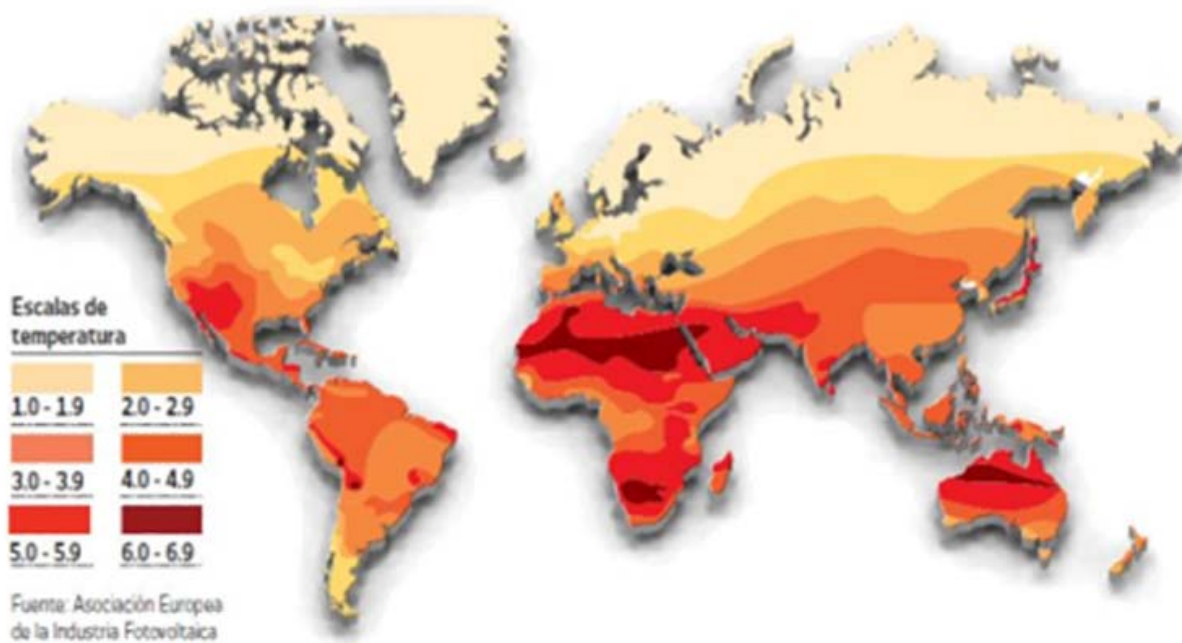 Escalas de
temperatura
1.0 - 1.9 2.0 - 2.9
3.0 - 3.9 4.0 - 4.9
5.0 - 5.9 6.0 - 6.9
Fuente: Asociación Europea
de la Industria Fotovoltaica